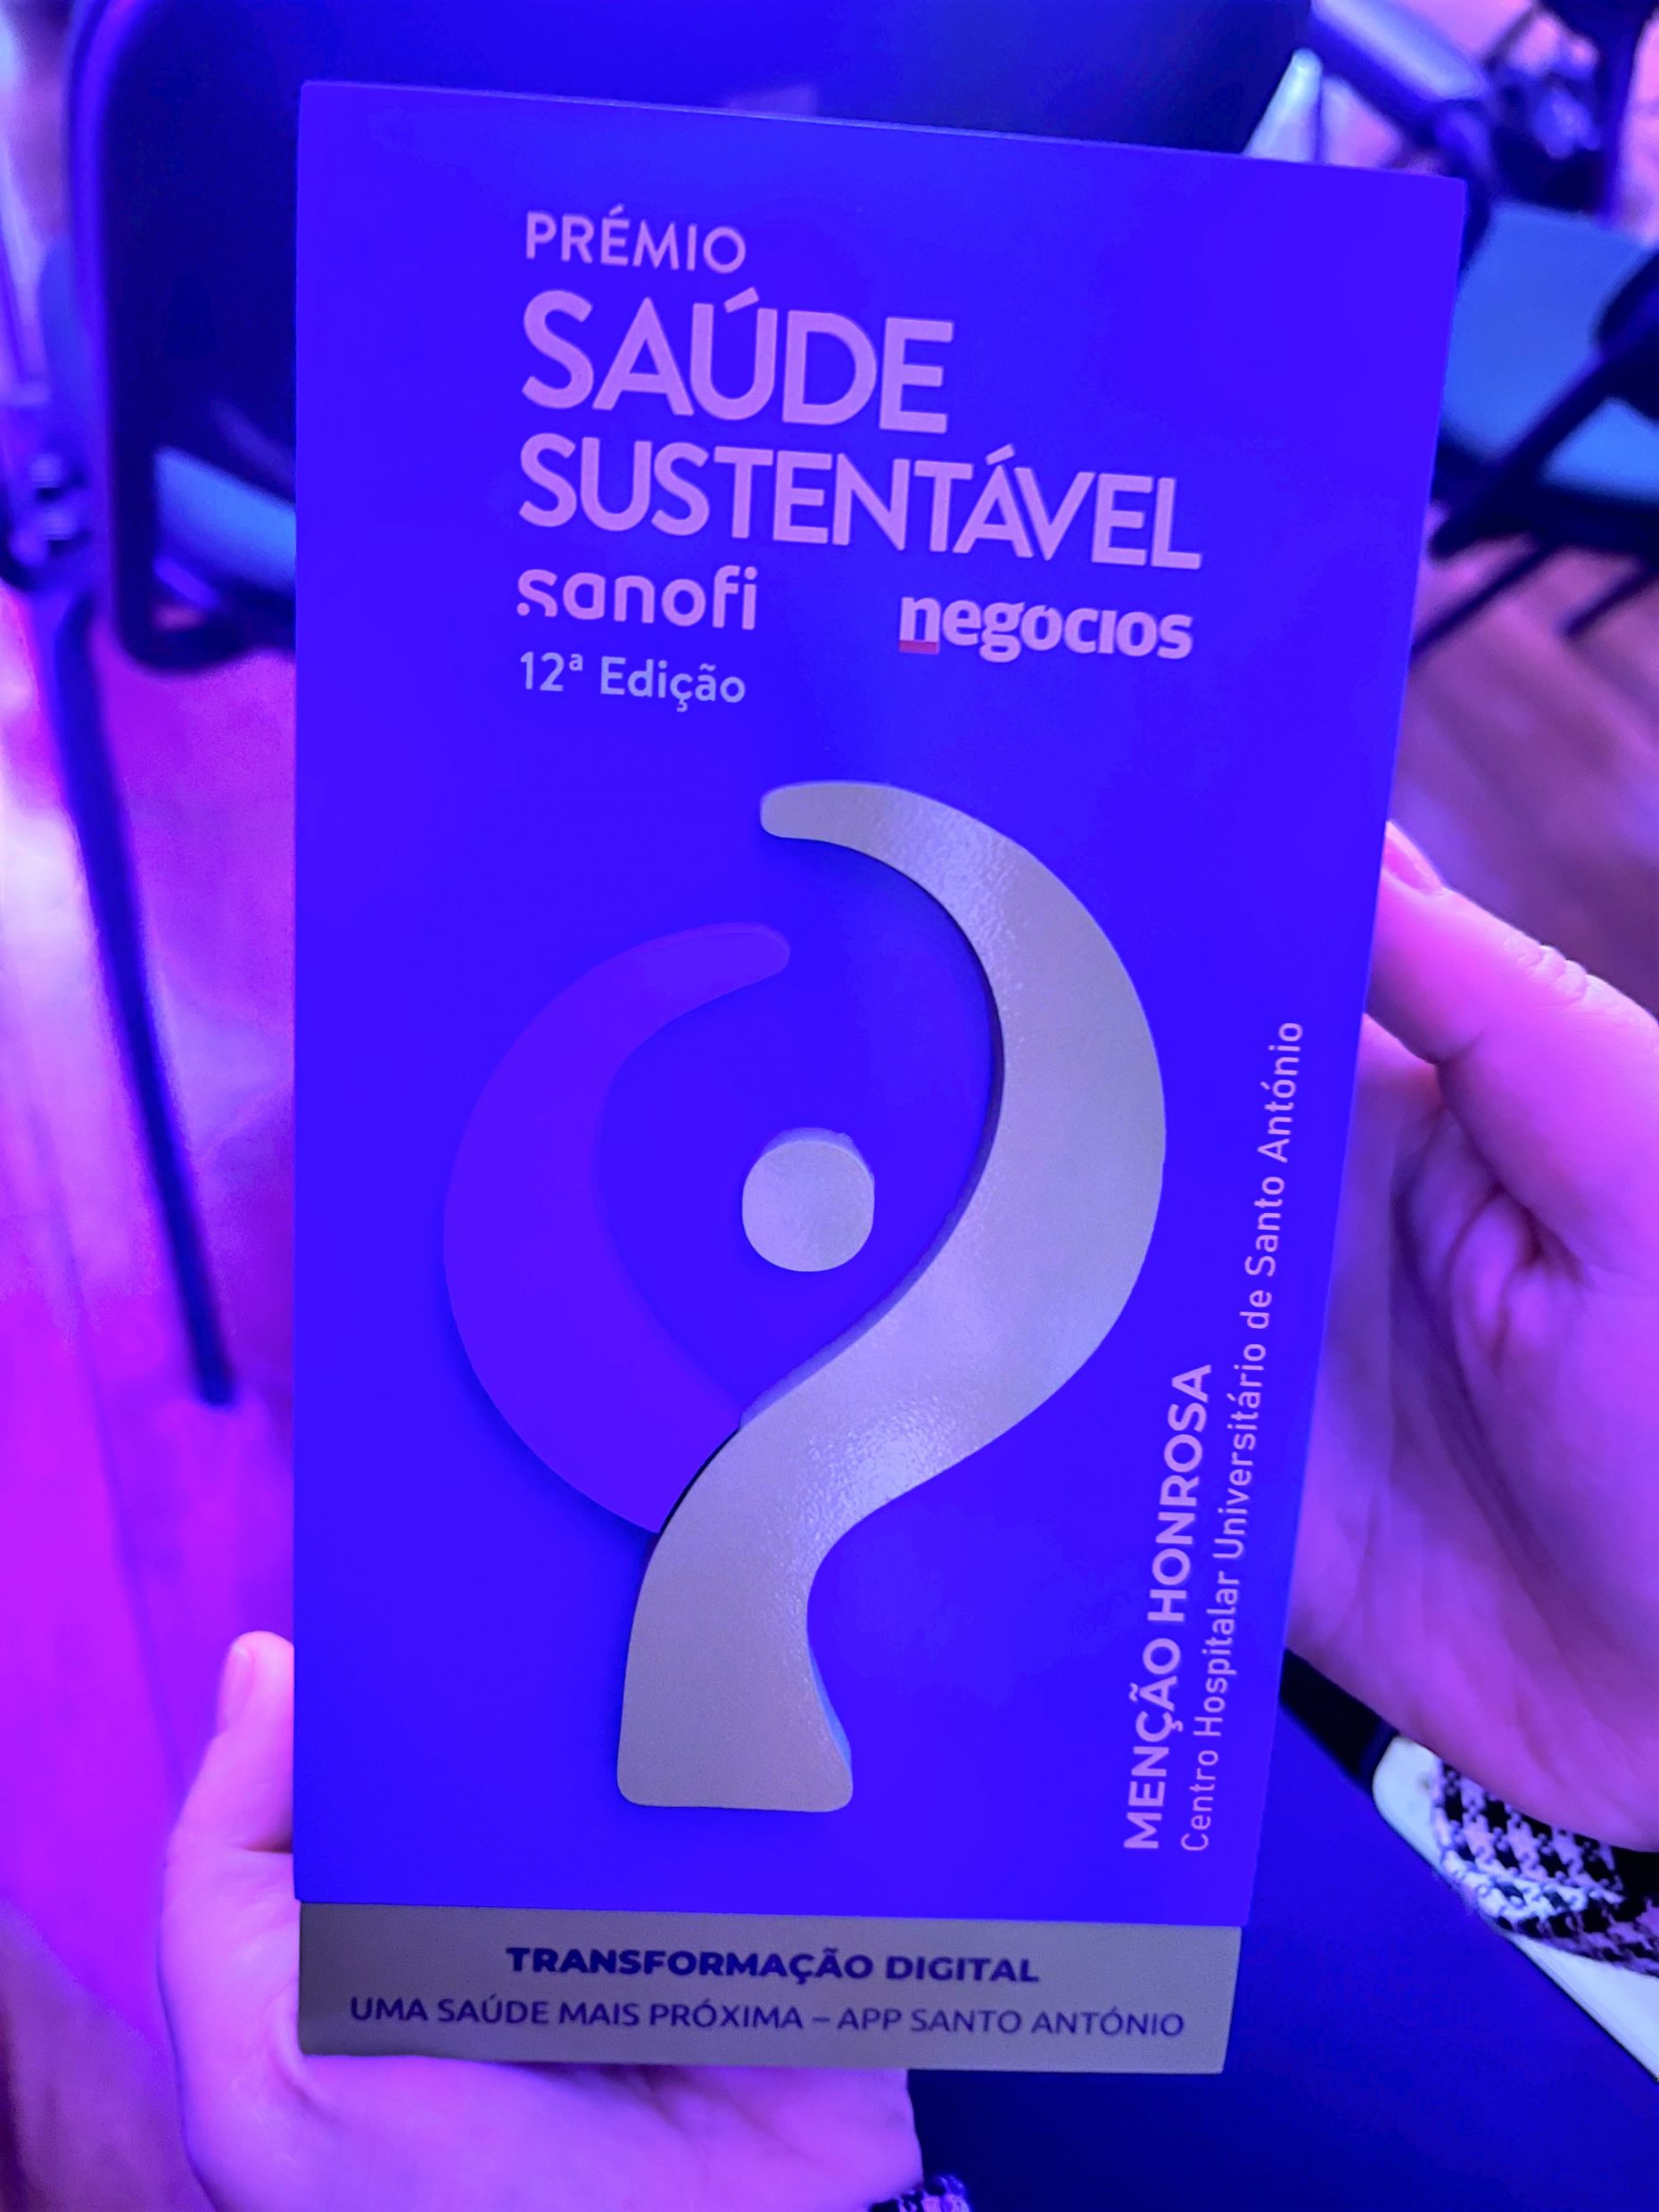 PRÉMIO
SAÚDE
SUSTENTÁVEL
sanofi
negócios
12ª Edição
MENÇÃO HONROSA
Centro Hospitalar Universitário de Santo António
TRANSFORMAÇÃO DIGITAL
UMA SAÚDE MAIS PRÓXIMA – APP SANTO ANTÓNIO